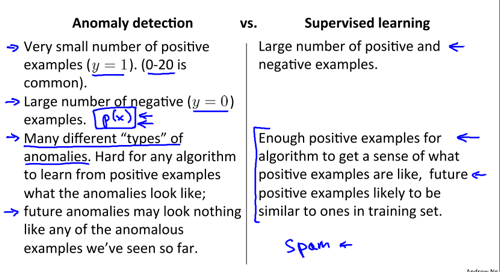 Anomaly detection vs. Supervised learning
Very small number of positive
examples (y = 1). (0-20 is
common).
Large number of negative (y = 0)
examples. p(x)
Many different “types” of
anomalies. Hard for any algorithm
to learn from positive examples
what the anomalies look like;
future anomalies may look nothing
like any of the anomalous
examples we’ve seen so far.
Large number of positive and
negative examples.
Enough positive examples for
algorithm to get a sense of what
positive examples are like, future
positive examples likely to be
similar to ones in training set.
Spam